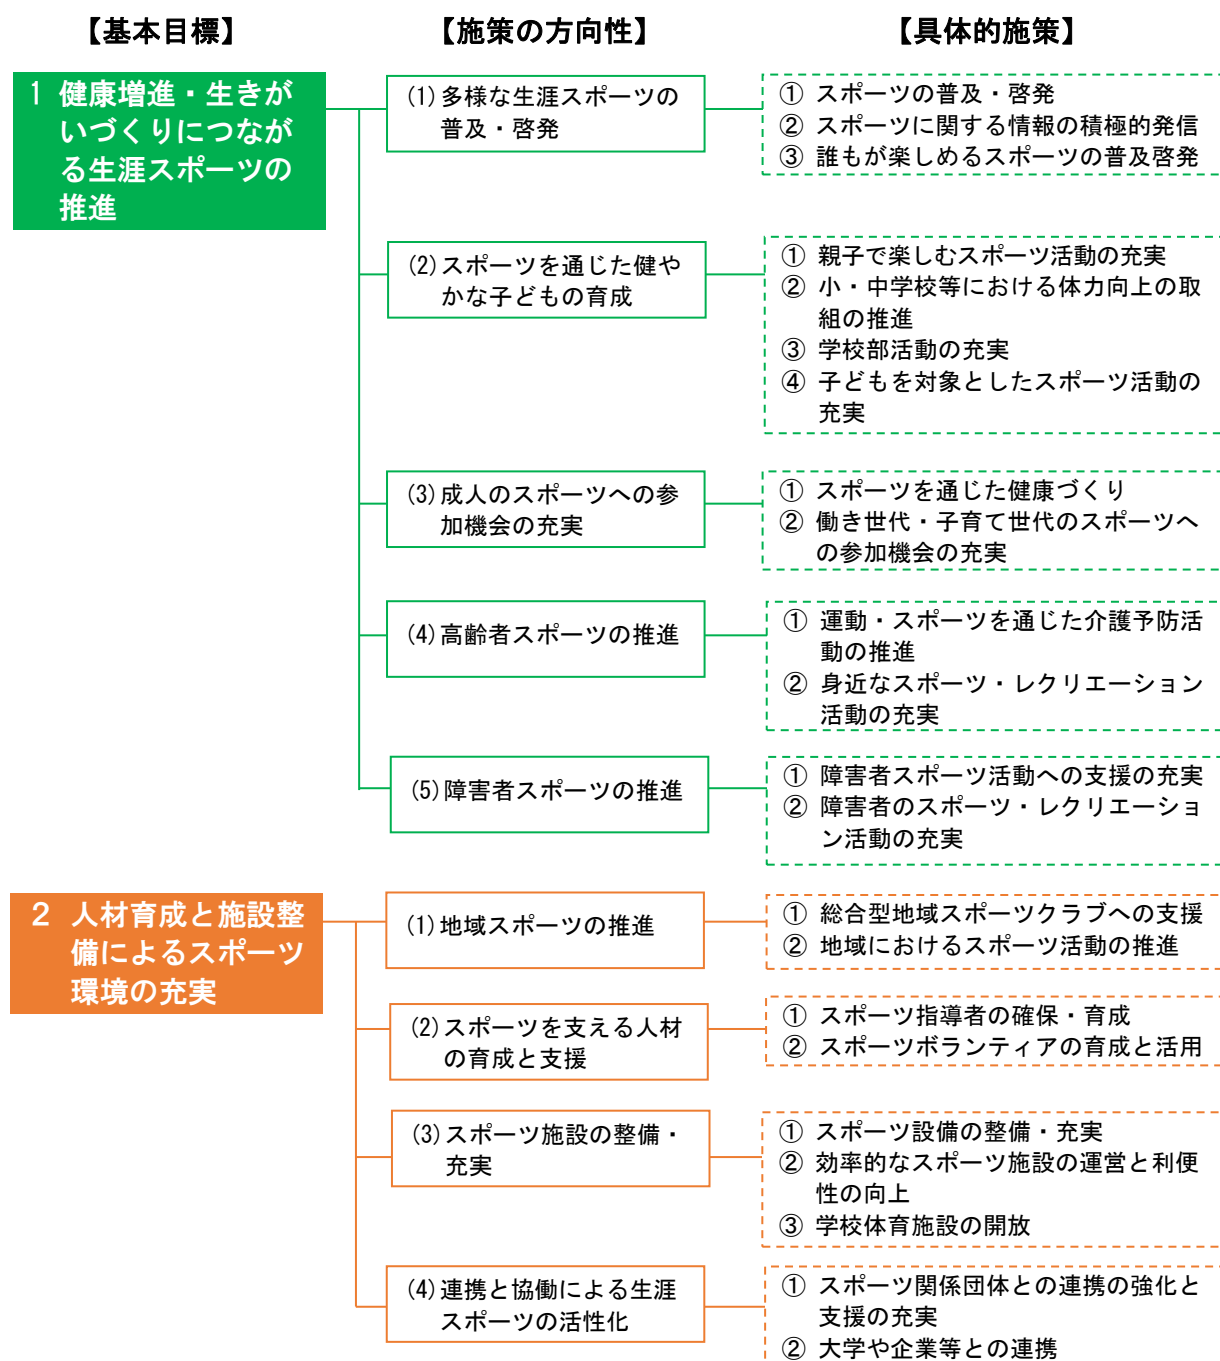 【基本目標】 【施策の方向性】 【具体的施策】
1 健康増進・生きが
いづくりにつなが
る生涯スポーツの
推進
(1)多様な生涯スポーツの
普及・啓発
① スポーツの普及・啓発
② スポーツに関する情報の積極的発信
③ 誰もが楽しめるスポーツの普及啓発
(2)スポーツを通じた健や
かな子どもの育成
① 親子で楽しむスポーツ活動の充実
② 小・中学校等における体力向上の取
組の推進
③ 学校部活動の充実
④ 子どもを対象としたスポーツ活動の
充実
(3)成人のスポーツへの参
加機会の充実
① スポーツを通じた健康づくり
② 働き世代・子育て世代のスポーツへ
の参加機会の充実
(4)高齢者スポーツの推進
① 運動・スポーツを通じた介護予防活
動の推進
② 身近なスポーツ・レクリエーション
活動の充実
(5)障害者スポーツの推進
① 障害者スポーツ活動への支援の充実
② 障害者のスポーツ・レクリエーショ
ン活動の充実
2 人材育成と施設整
備によるスポーツ
環境の充実
(1)地域スポーツの推進
① 総合型地域スポーツクラブへの支援
② 地域におけるスポーツ活動の推進
(2)スポーツを支える人材
の育成と支援
① スポーツ指導者の確保・育成
② スポーツボランティアの育成と活用
(3)スポーツ施設の整備・
充実
① スポーツ設備の整備・充実
② 効率的なスポーツ施設の運営と利便
性の向上
③ 学校体育施設の開放
(4)連携と協働による生涯
スポーツの活性化
① スポーツ関係団体との連携の強化と
支援の充実
② 大学や企業等との連携